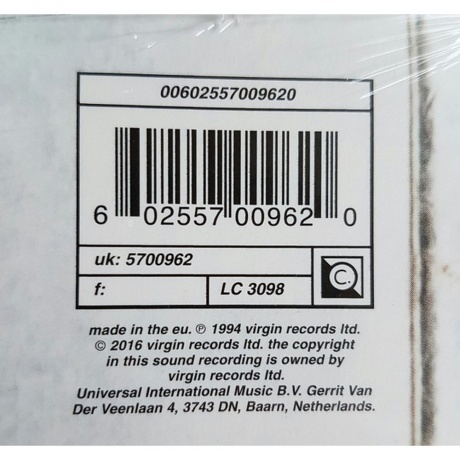 00602557009620
6 02557 00962 0
uk: 5700962
f: LC 3098
C.
made in the eu. ℗ 1994 virgin records ltd.
© 2016 virgin records ltd. the copyright
in this sound recording is owned by
virgin records ltd.
Universal International Music B.V. Gerrit Van
Der Veenlaan 4, 3743 DN, Baarn, Netherlands.